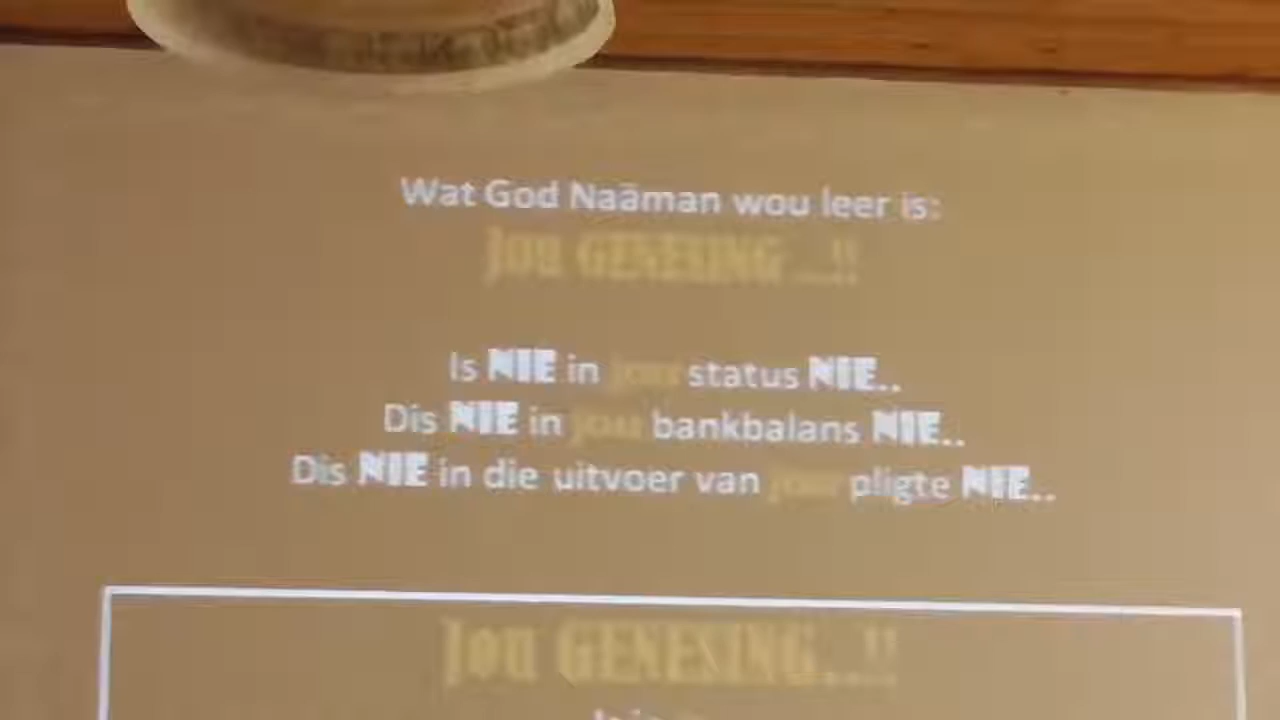 Wat God Naäman wou leer is:
Jou GENESING...!!
Is NIE in jou status NIE..
Dis NIE in jou bankbalans NIE..
Dis NIE in die uitvoer van jou pligte NIE..
Jou GENESING...!!